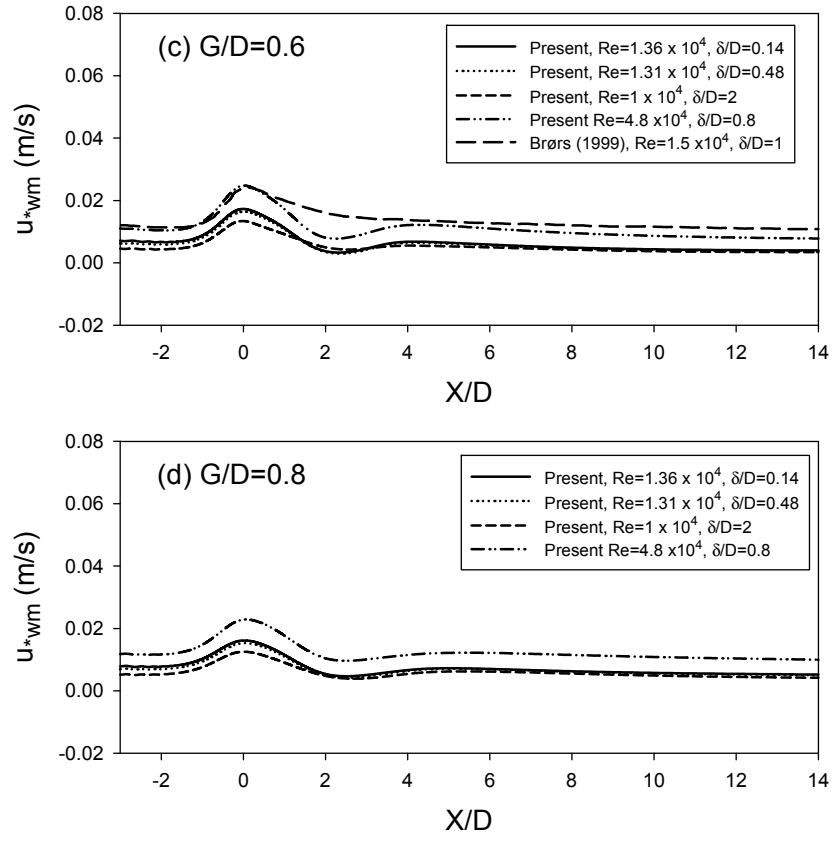 (c) G/D=0.6
Present, Re=1.36 x 10⁴, δ/D=0.14
Present, Re=1.31 x 10⁴, δ/D=0.48
Present, Re=1 x 10⁴, δ/D=2
Present Re=4.8 x10⁴, δ/D=0.8
Brørs (1999), Re=1.5 x10⁴, δ/D=1
u*wm (m/s)
0.08
0.06
0.04
0.02
0.00
-0.02
-2 0 2 4 6 8 10 12 14
X/D
(d) G/D=0.8
Present, Re=1.36 x 10⁴, δ/D=0.14
Present, Re=1.31 x 10⁴, δ/D=0.48
Present, Re=1 x 10⁴, δ/D=2
Present Re=4.8 x10⁴, δ/D=0.8
u*wm (m/s)
0.08
0.06
0.04
0.02
0.00
-0.02
-2 0 2 4 6 8 10 12 14
X/D